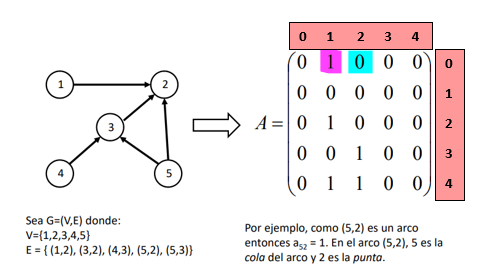 0 1 2 3 4
0 1 0 0 0 0
0 0 0 0 0 1
A = 0 1 0 0 0 2
0 0 1 0 0 3
0 1 1 0 0 4
1 2
3
4 5
Sea G=(V,E) donde:
V={1,2,3,4,5}
E = { (1,2), (3,2), (4,3), (5,2), (5,3)}
Por ejemplo, como (5,2) es un arco
entonces a52 = 1. En el arco (5,2), 5 es la
cola del arco y 2 es la punta.